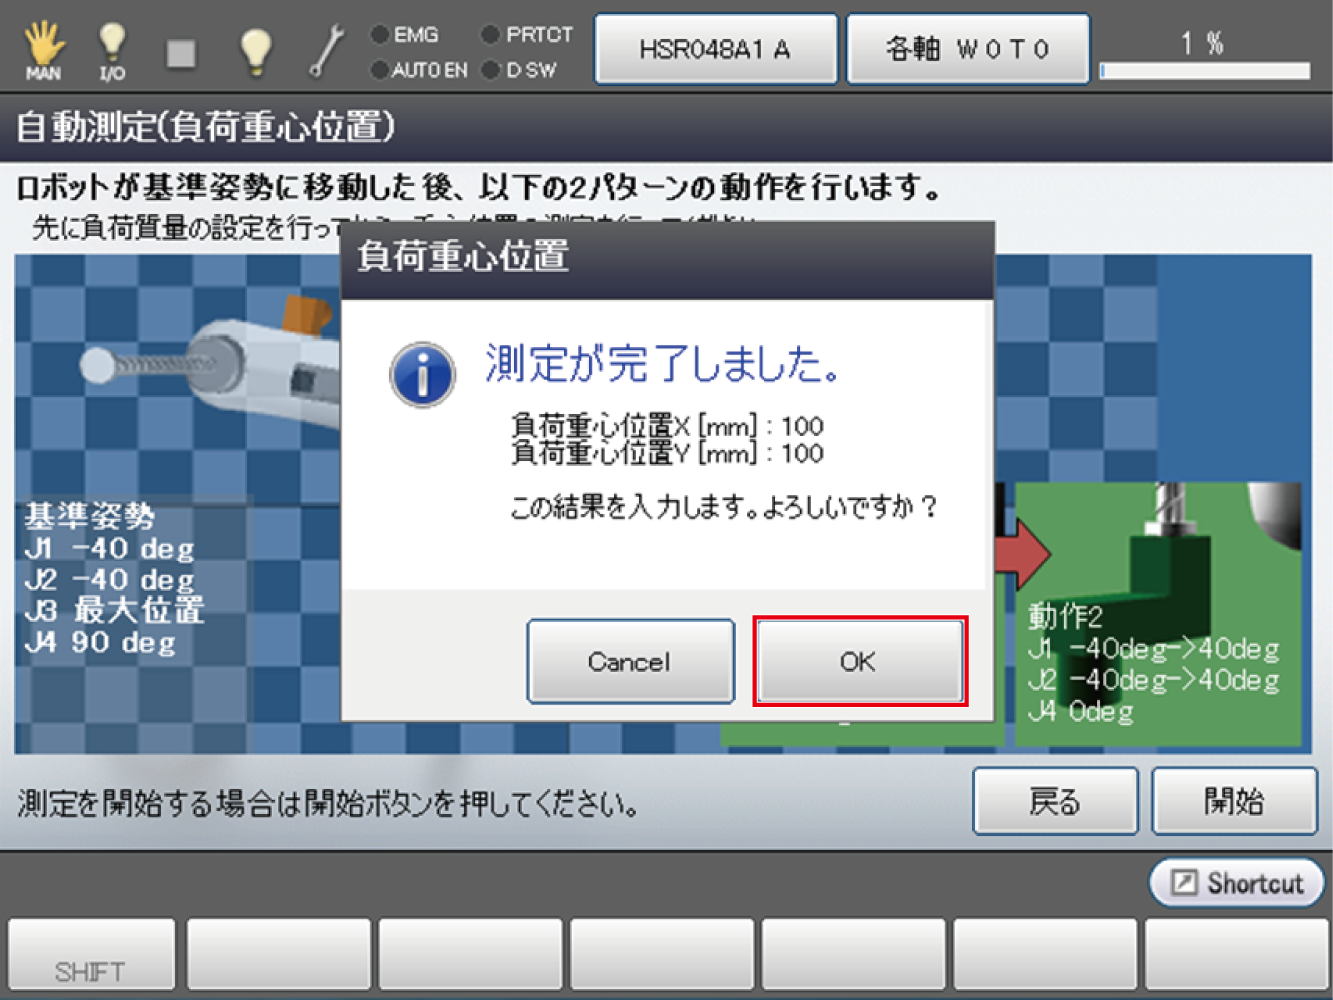 MAN
I/O
EMG
PRTCT
AUTO EN
D SW
HSR048A1 A
各軸 W0T0
1 %
自動測定(負荷重心位置)
ロボットが基準姿勢に移動した後、以下の2パターンの動作を行います。
先に負荷質量の設定を行っ
負荷重心位置
測定が完了しました。
負荷重心位置X [mm] : 100
負荷重心位置Y [mm] : 100
この結果を入力します。よろしいですか？
Cancel
OK
基準姿勢
J1 -40 deg
J2 -40 deg
J3 最大位置
J4 90 deg
動作2
J1 -40deg->40deg
J2 -40deg->40deg
J4 0deg
測定を開始する場合は開始ボタンを押してください。
戻る
開始
Shortcut
SHIFT